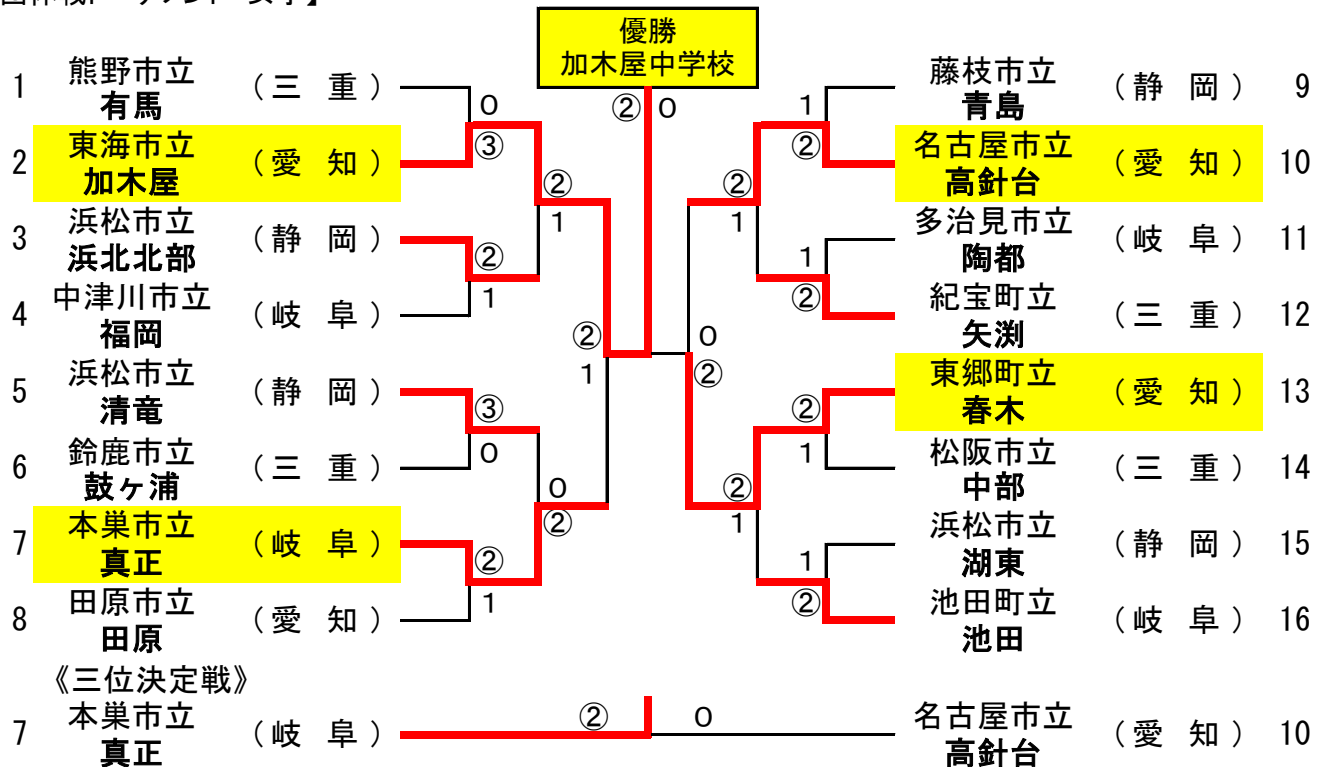 優勝
加木屋中学校
1 熊野市立 (三 重)
有馬
2 東海市立 (愛 知)
加木屋
3 浜松市立 (静 岡)
浜北北部
4 中津川市立 (岐 阜)
福岡
5 浜松市立 (静 岡)
清竜
6 鈴鹿市立 (三 重)
鼓ヶ浦
7 本巣市立 (岐 阜)
真正
8 田原市立 (愛 知)
田原
0
③
②
1
②
1
②
1
③
0
0
②
②
1
② 0
藤枝市立 (静 岡) 9
青島
名古屋市立 (愛 知) 10
高針台
多治見市立 (岐 阜) 11
陶都
紀宝町立 (三 重) 12
矢渕
東郷町立 (愛 知) 13
春木
松阪市立 (三 重) 14
中部
浜松市立 (静 岡) 15
湖東
池田町立 (岐 阜) 16
池田
1
②
②
1
1
②
0
②
②
1
②
1
1
②
《三位決定戦》
7 本巣市立 (岐 阜) ② 0 名古屋市立 (愛 知) 10
真正 高針台